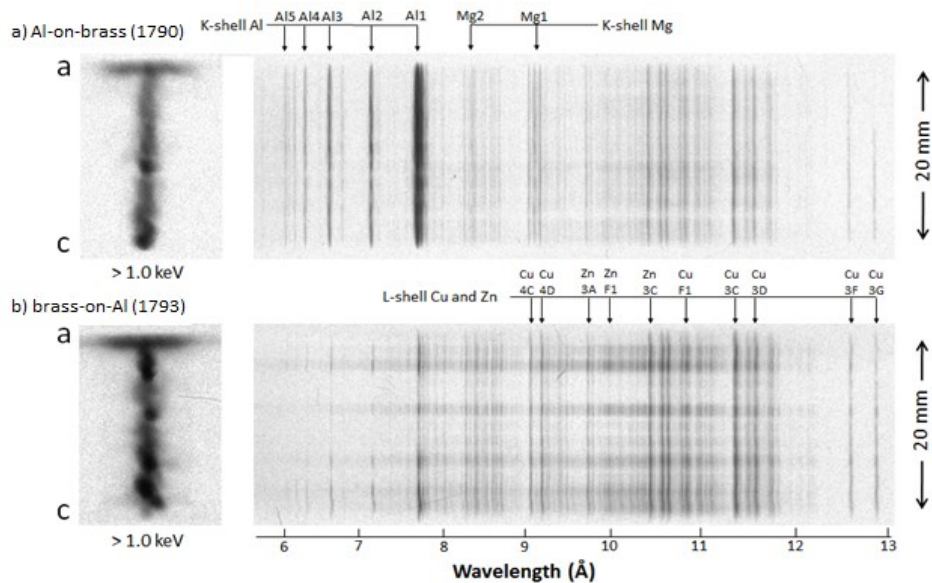 a) Al-on-brass (1790)
K-shell Al
Al5 Al4 Al3 Al2 Al1
Mg2 Mg1
K-shell Mg
a
c
> 1.0 keV
20 mm
b) brass-on-Al (1793)
L-shell Cu and Zn
Cu 4C
Cu 4D
Zn 3A
Zn F1
Zn 3C
Cu F1
Cu 3C
Cu 3D
Cu 3F
Cu 3G
a
c
> 1.0 keV
20 mm
6 7 8 9 10 11 12 13
Wavelength (Å)